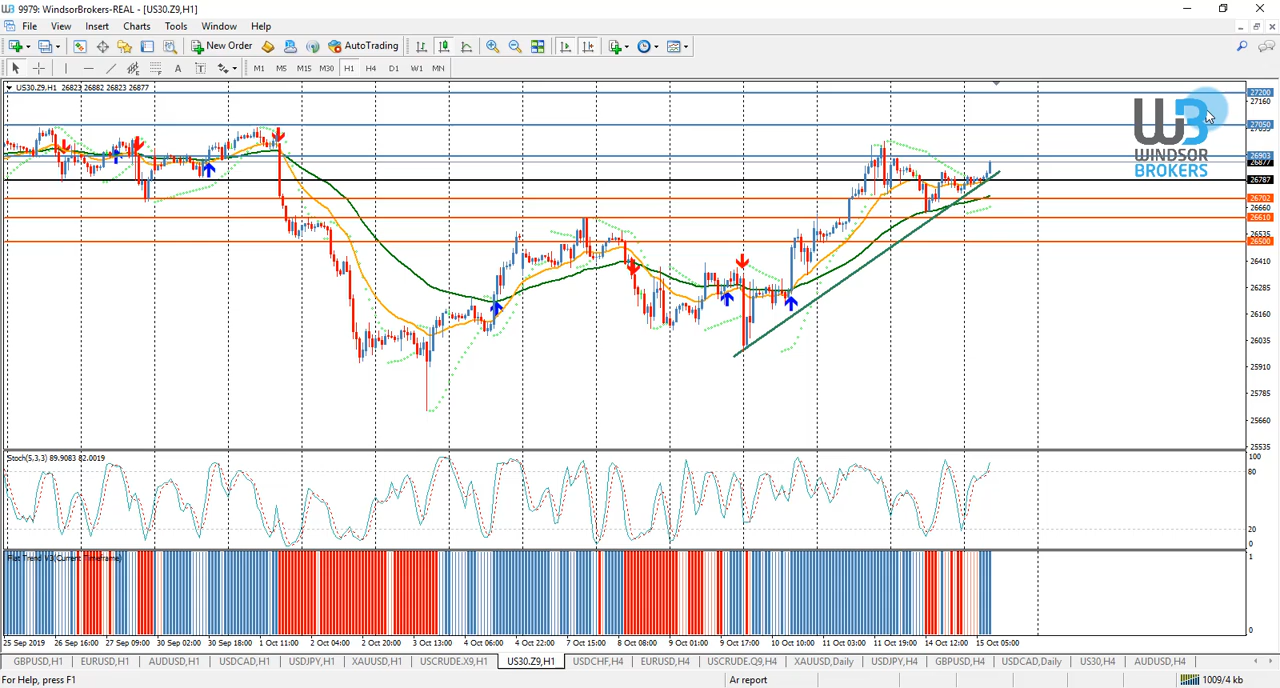 9979: WindsorBrokers-REAL - [US30.Z9,H1]
File View Insert Charts Tools Window Help
New Order AutoTrading
A T M1 M5 M15 M30 H1 H4 D1 W1 MN
US30.Z9,H1 26823 26882 26823 26877
27200
27160
27050
27035
26903
26877
26787
26702
26660
26610
26535
26500
26410
26285
26160
26035
25910
25785
25660
25535
WB
WINDSOR
BROKERS
Stoch(5,3,3) 89.9083 82.0019
100
80
20
0
Flat Trend V3(Current Timeframe)
1
0
25 Sep 2019 26 Sep 16:00 27 Sep 09:00 30 Sep 02:00 30 Sep 18:00 1 Oct 11:00 2 Oct 04:00 2 Oct 20:00 3 Oct 13:00 4 Oct 06:00 4 Oct 22:00 7 Oct 15:00 8 Oct 08:00 9 Oct 01:00 9 Oct 17:00 10 Oct 10:00 11 Oct 03:00 11 Oct 19:00 14 Oct 12:00 15 Oct 05:00
GBPUSD,H1 EURUSD,H1 AUDUSD,H1 USDCAD,H1 USDJPY,H1 XAUUSD,H1 USCRUDE.X9,H1 US30.Z9,H1 USDCHF,H4 EURUSD,H4 USCRUDE.Q9,H4 XAUUSD,Daily USDJPY,H4 GBPUSD,H4 USDCAD,Daily US30,H4 AUDUSD,H4
For Help, press F1 Ar report 1009/4 kb